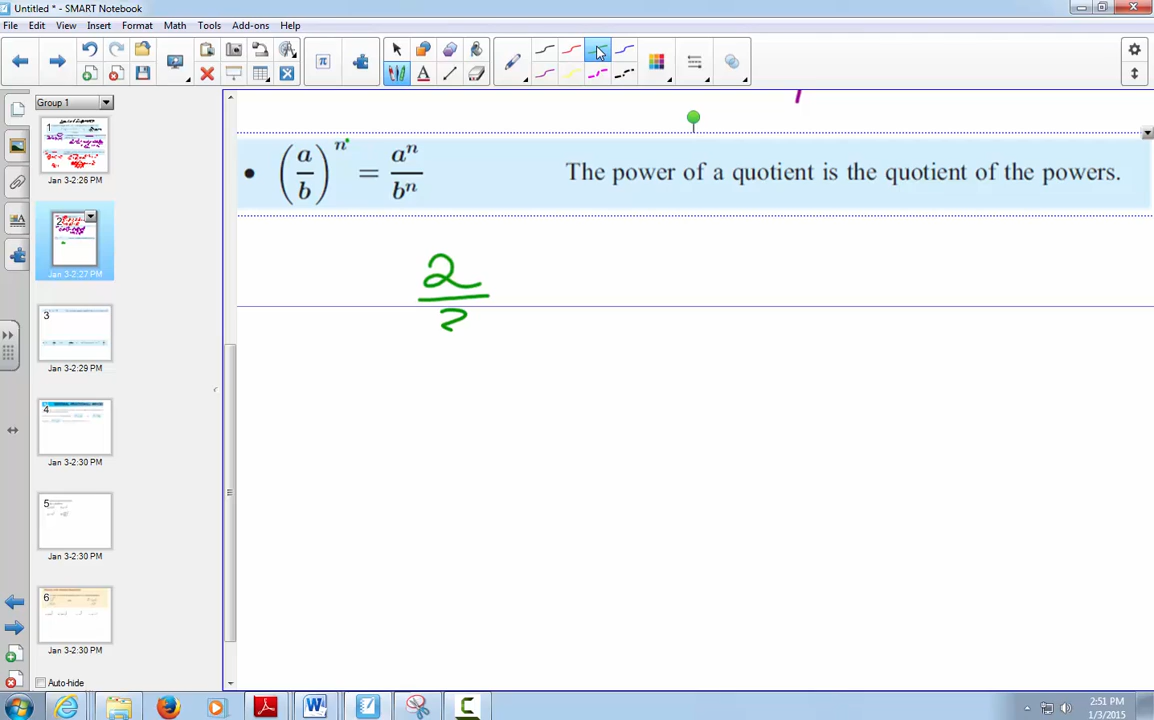 Untitled * - SMART Notebook
File Edit View Insert Format Math Tools Add-ons Help
π A
Group 1
1
Jan 3-2:26 PM
2
Jan 3-2:27 PM
3
Jan 3-2:29 PM
4
Jan 3-2:30 PM
5
Jan 3-2:30 PM
6
Jan 3-2:30 PM
Auto-hide
• (a/b)^n = a^n/b^n The power of a quotient is the quotient of the powers.
2
2:51 PM
1/3/2015